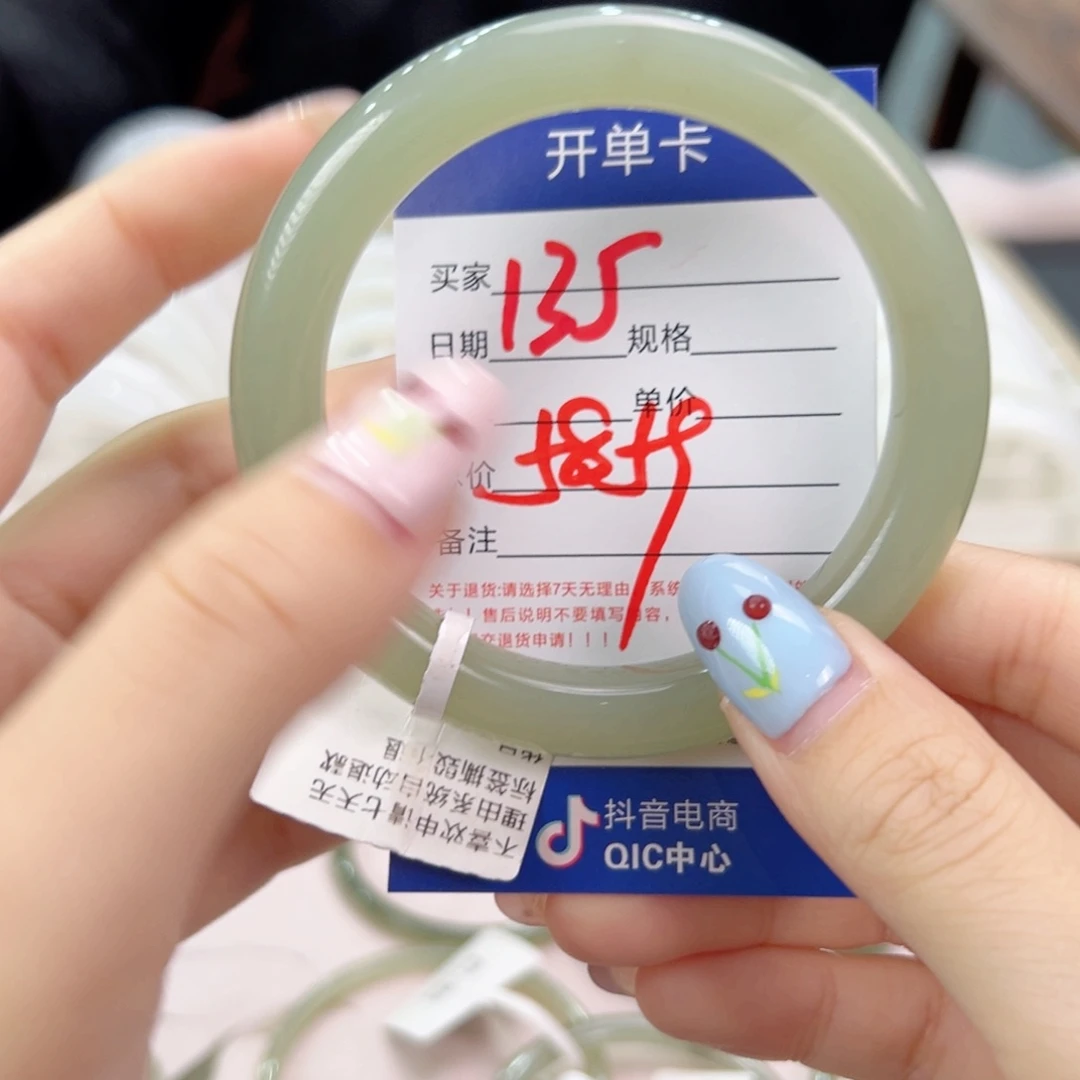 开单卡
买家
135
日期 规格
单价
价
备注
关于退货:请选择7天无理由 系统
售后说明不要填写内容,
交退货申请!!!
抖音电商
QIC中心
不喜欢申请七天无
理由系统自动退款
标签撕毁 退